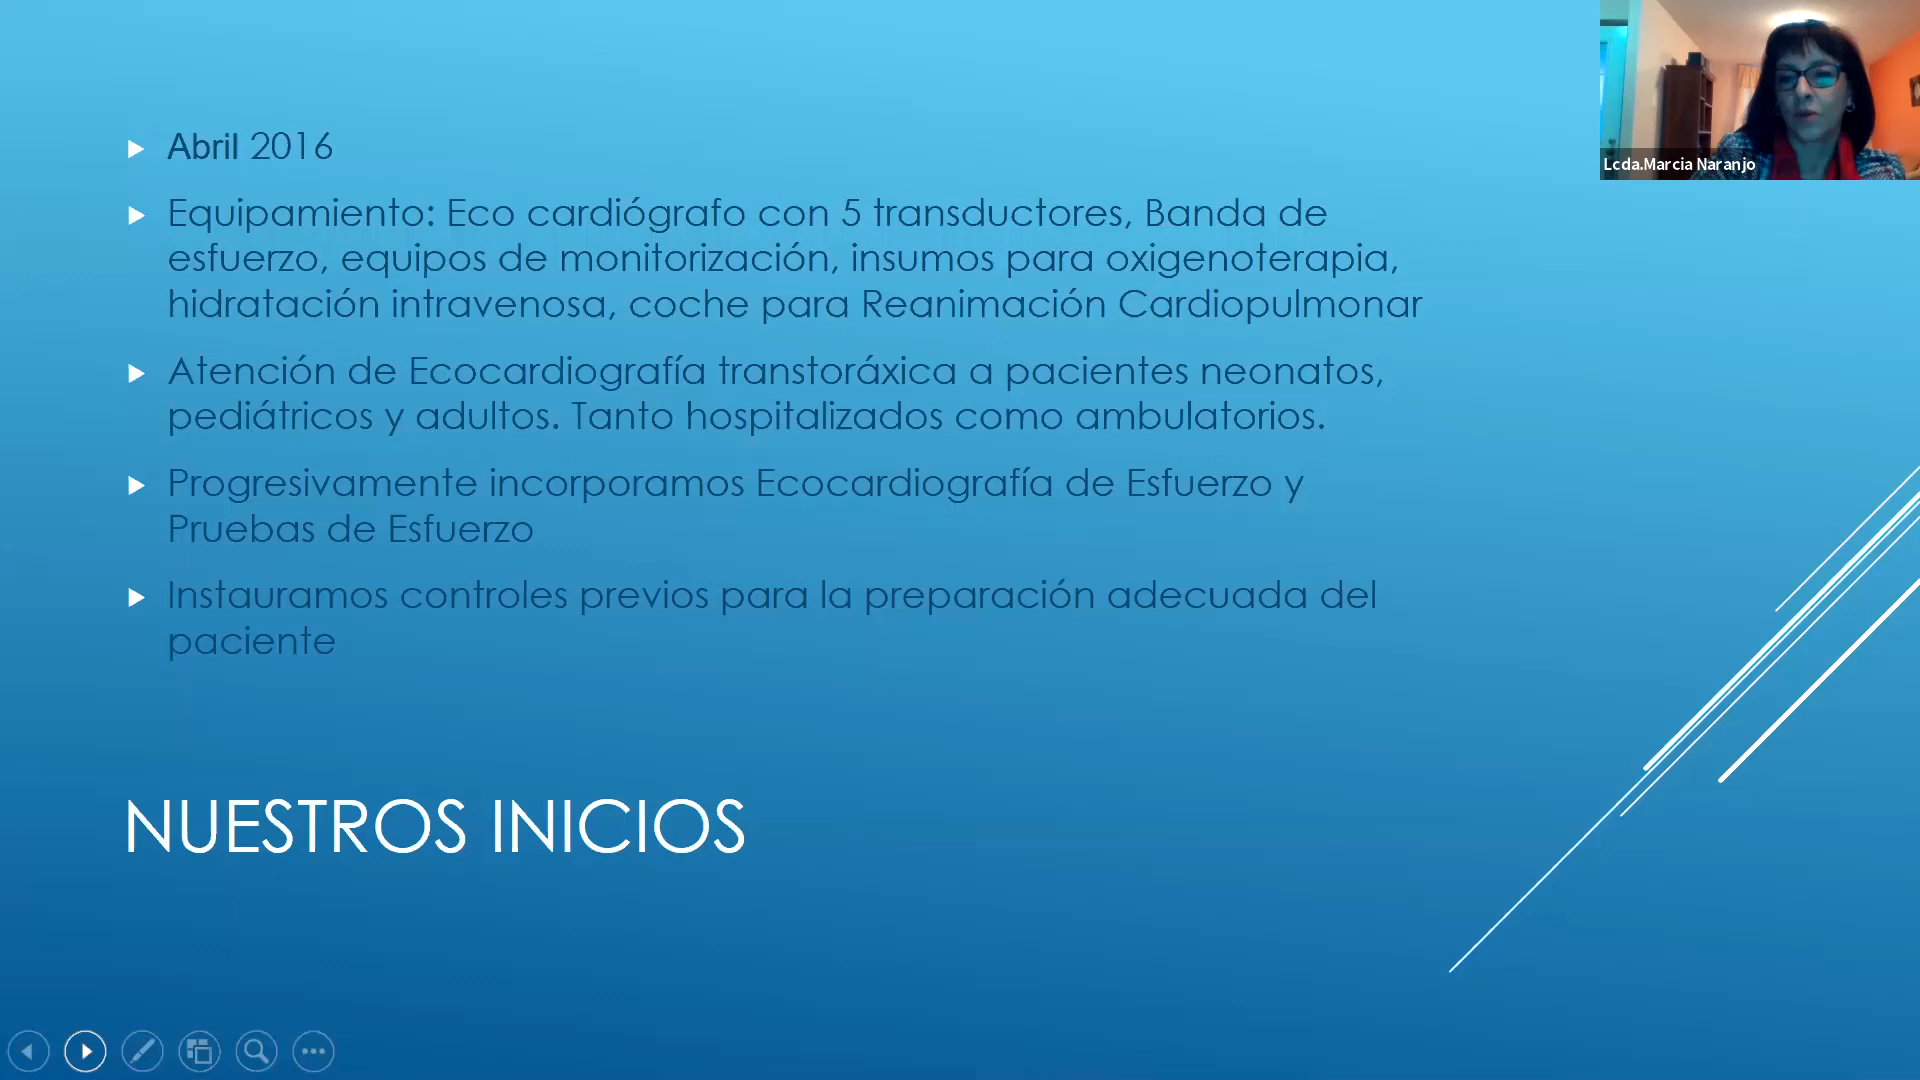 Abril 2016
Equipamiento: Eco cardiógrafo con 5 transductores, Banda de
esfuerzo, equipos de monitorización, insumos para oxigenoterapia,
hidratación intravenosa, coche para Reanimación Cardiopulmonar
Atención de Ecocardiografía transtoráxica a pacientes neonatos,
pediátricos y adultos. Tanto hospitalizados como ambulatorios.
Progresivamente incorporamos Ecocardiografía de Esfuerzo y
Pruebas de Esfuerzo
Instauramos controles previos para la preparación adecuada del
paciente
NUESTROS INICIOS
Lcda.Marcia Naranjo